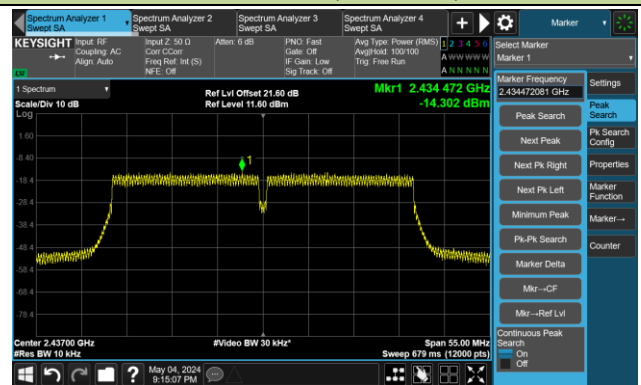 Spectrum Analyzer 1
Swept SA
Spectrum Analyzer 2
Swept SA
Spectrum Analyzer 3
Swept SA
Spectrum Analyzer 4
Swept SA
+
Marker
KEYSIGHT
Input: RF
Coupling: AC
Align: Auto
Input Z: 50 Ω
Corr CCorr
Freq Ref: Int (S)
NFE: Off
Atten: 6 dB
PNO: Fast
Gate: Off
IF Gain: Low
Sig Track: Off
Avg Type: Power (RMS)
Avg|Hold: 100/100
Trig: Free Run
1 2 3 4 5 6
A W W W W W
A N N N N N
LXI
Select Marker
Marker 1
1 Spectrum
Scale/Div 10 dB
Log
Ref Lvl Offset 21.60 dB
Ref Level 11.60 dBm
Mkr1 2.434 472 GHz
-14.302 dBm
1.60
-8.40
-18.4
-28.4
-38.4
-48.4
-58.4
-68.4
-78.4
1
Center 2.43700 GHz
#Res BW 10 kHz
#Video BW 30 kHz*
Span 55.00 MHz
Sweep 679 ms (12000 pts)
Marker Frequency
2.434472081 GHz
Peak Search
Next Peak
Next Pk Right
Next Pk Left
Minimum Peak
Pk-Pk Search
Marker Delta
Mkr→CF
Mkr→Ref Lvl
Continuous Peak
Search
On
Off
Settings
Peak
Search
Pk Search
Config
Properties
Marker
Function
Marker→
Counter
?
May 04, 2024
9:15:07 PM